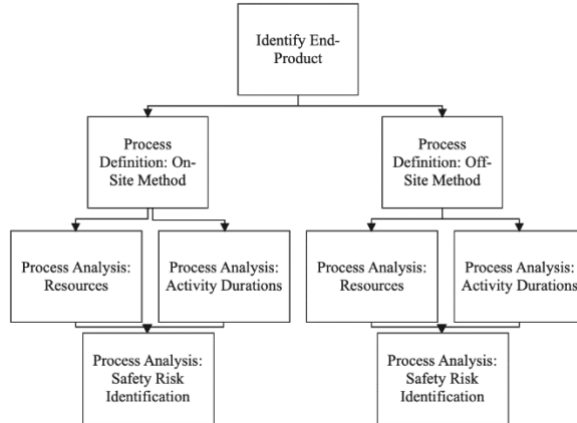 Identify End-
Product
Process
Definition: On-
Site Method
Process
Definition: Off-
Site Method
Process Analysis:
Resources
Process Analysis:
Activity Durations
Process Analysis:
Resources
Process Analysis:
Activity Durations
Process Analysis:
Safety Risk
Identification
Process Analysis:
Safety Risk
Identification